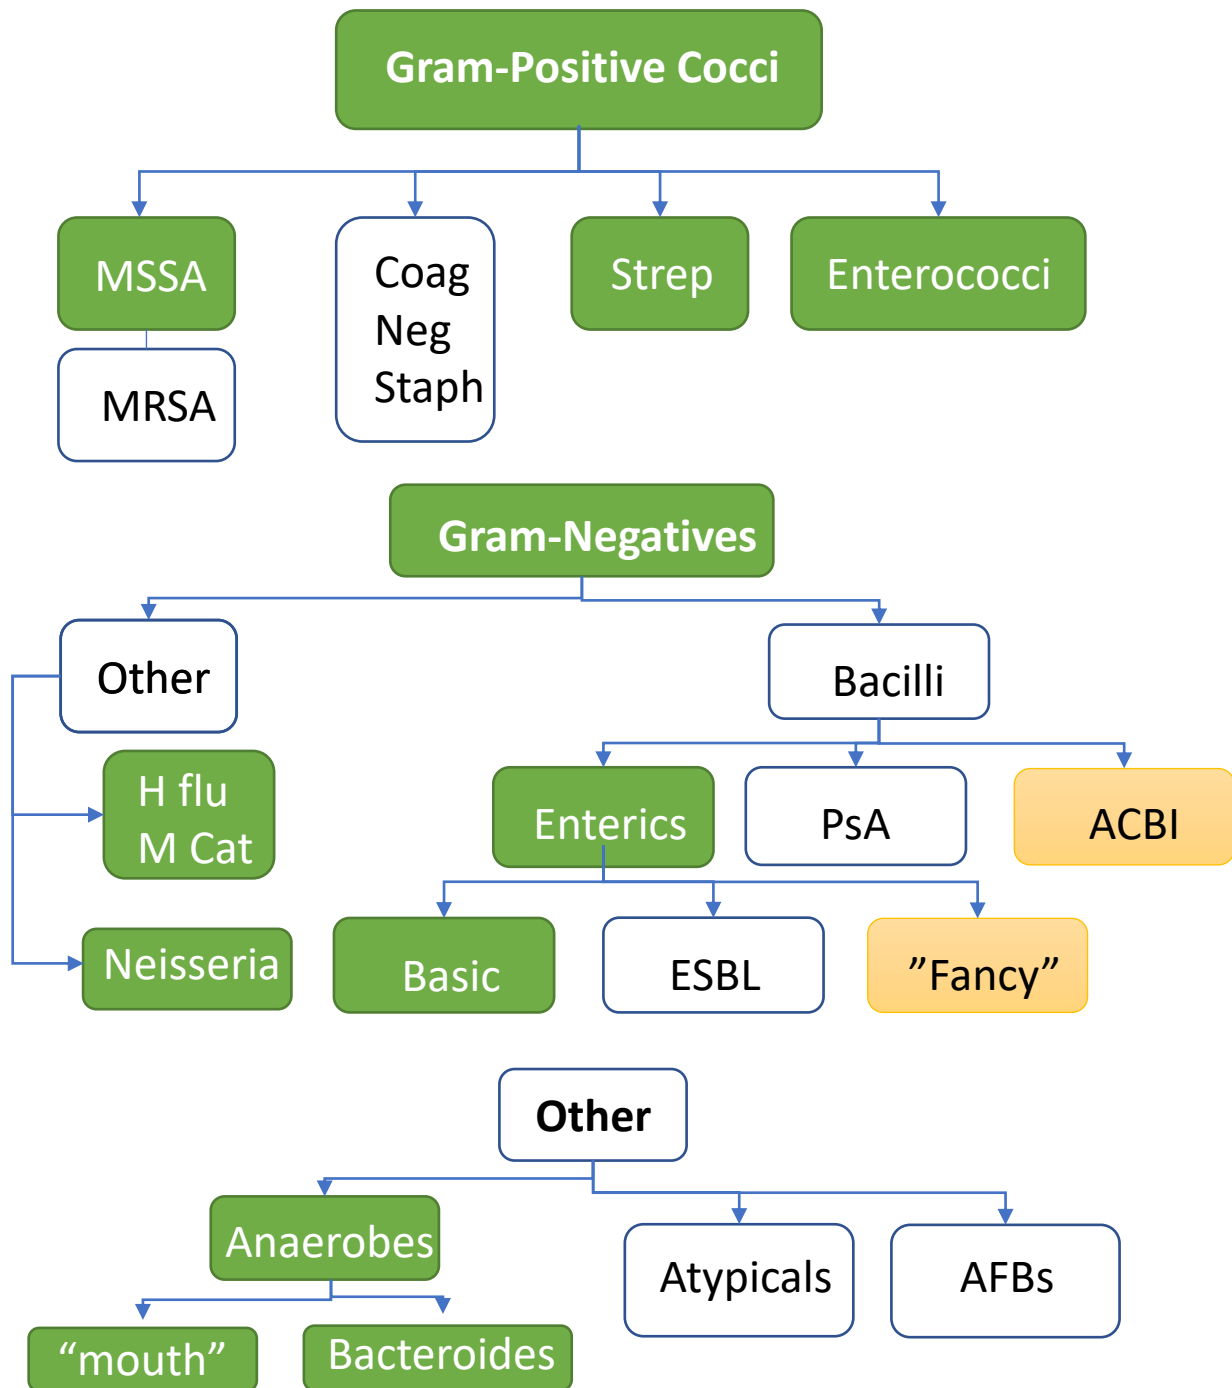 Gram-Positive Cocci
MSSA
Coag
Neg
Staph
Strep
Enterococci
MRSA
Gram-Negatives
Other
Bacilli
H flu
M Cat
Enterics
PsA
ACBI
Neisseria
Basic
ESBL
”Fancy”
Other
Anaerobes
Atypicals
AFBs
“mouth”
Bacteroides